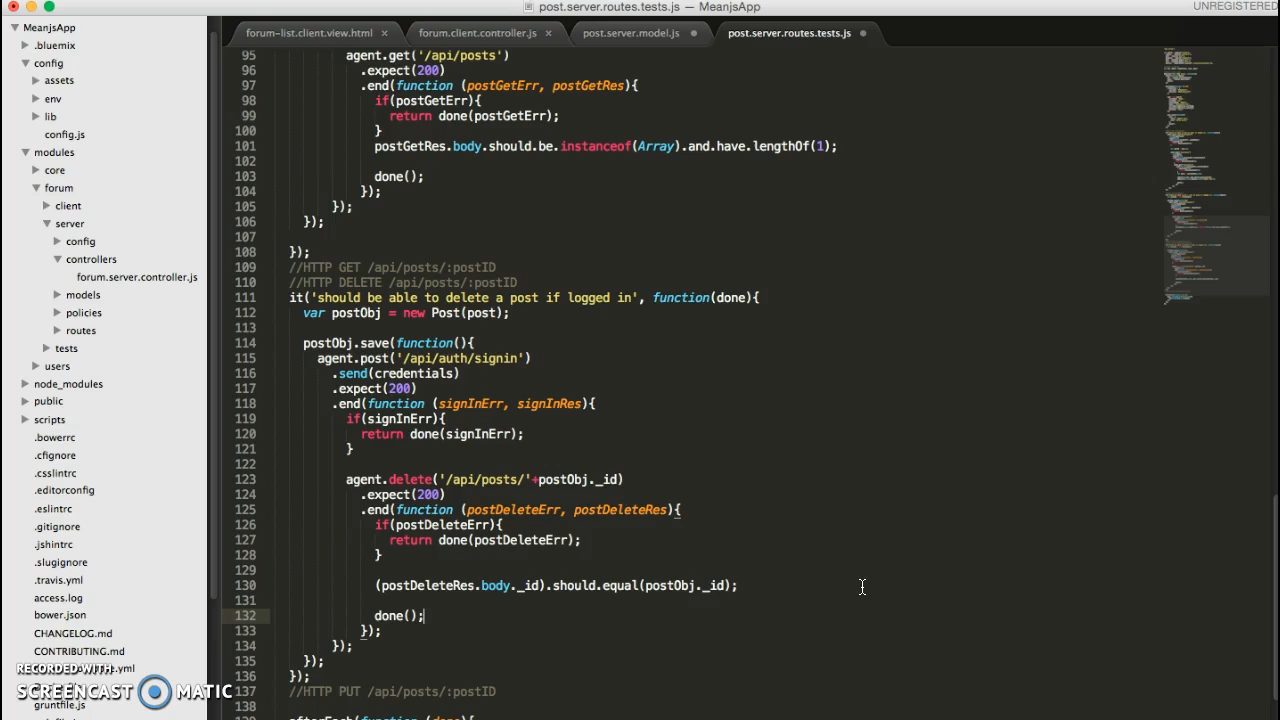 post.server.routes.tests.js — MeanjsApp
UNREGISTERED
MeanjsApp
.bluemix
config
assets
env
lib
config.js
modules
core
forum
client
server
config
controllers
forum.server.controller.js
models
policies
routes
tests
users
node_modules
public
scripts
.bowerrc
.cfignore
.csslintrc
.editorconfig
.eslintrc
.gitignore
.jshintrc
.slugignore
.travis.yml
access.log
bower.json
CHANGELOG.md
CONTRIBUTING.md
.yml
gruntfile.js
RECORDED WITH
SCREENCAST MATIC
forum-list.client.view.html × forum.client.controller.js × post.server.model.js post.server.routes.tests.js
95 agent.get('/api/posts')
96 .expect(200)
97 .end(function (postGetErr, postGetRes){
98 if(postGetErr){
99 return done(postGetErr);
100 }
101 postGetRes.body.should.be.instanceof(Array).and.have.lengthOf(1);
102
103 done();
104 });
105 });
106 });
107
108 });
109 //HTTP GET /api/posts/:postID
110 //HTTP DELETE /api/posts/:postID
111 it('should be able to delete a post if logged in', function(done){
112 var postObj = new Post(post);
113
114 postObj.save(function(){
115 agent.post('/api/auth/signin')
116 .send(credentials)
117 .expect(200)
118 .end(function (signInErr, signInRes){
119 if(signInErr){
120 return done(signInErr);
121 }
122
123 agent.delete('/api/posts/'+postObj._id)
124 .expect(200)
125 .end(function (postDeleteErr, postDeleteRes){
126 if(postDeleteErr){
127 return done(postDeleteErr);
128 }
129
130 (postDeleteRes.body._id).should.equal(postObj._id);
131
132 done();
133 });
134 });
135 });
136 });
137 //HTTP PUT /api/posts/:postID
138
139 afterEach(function (done){